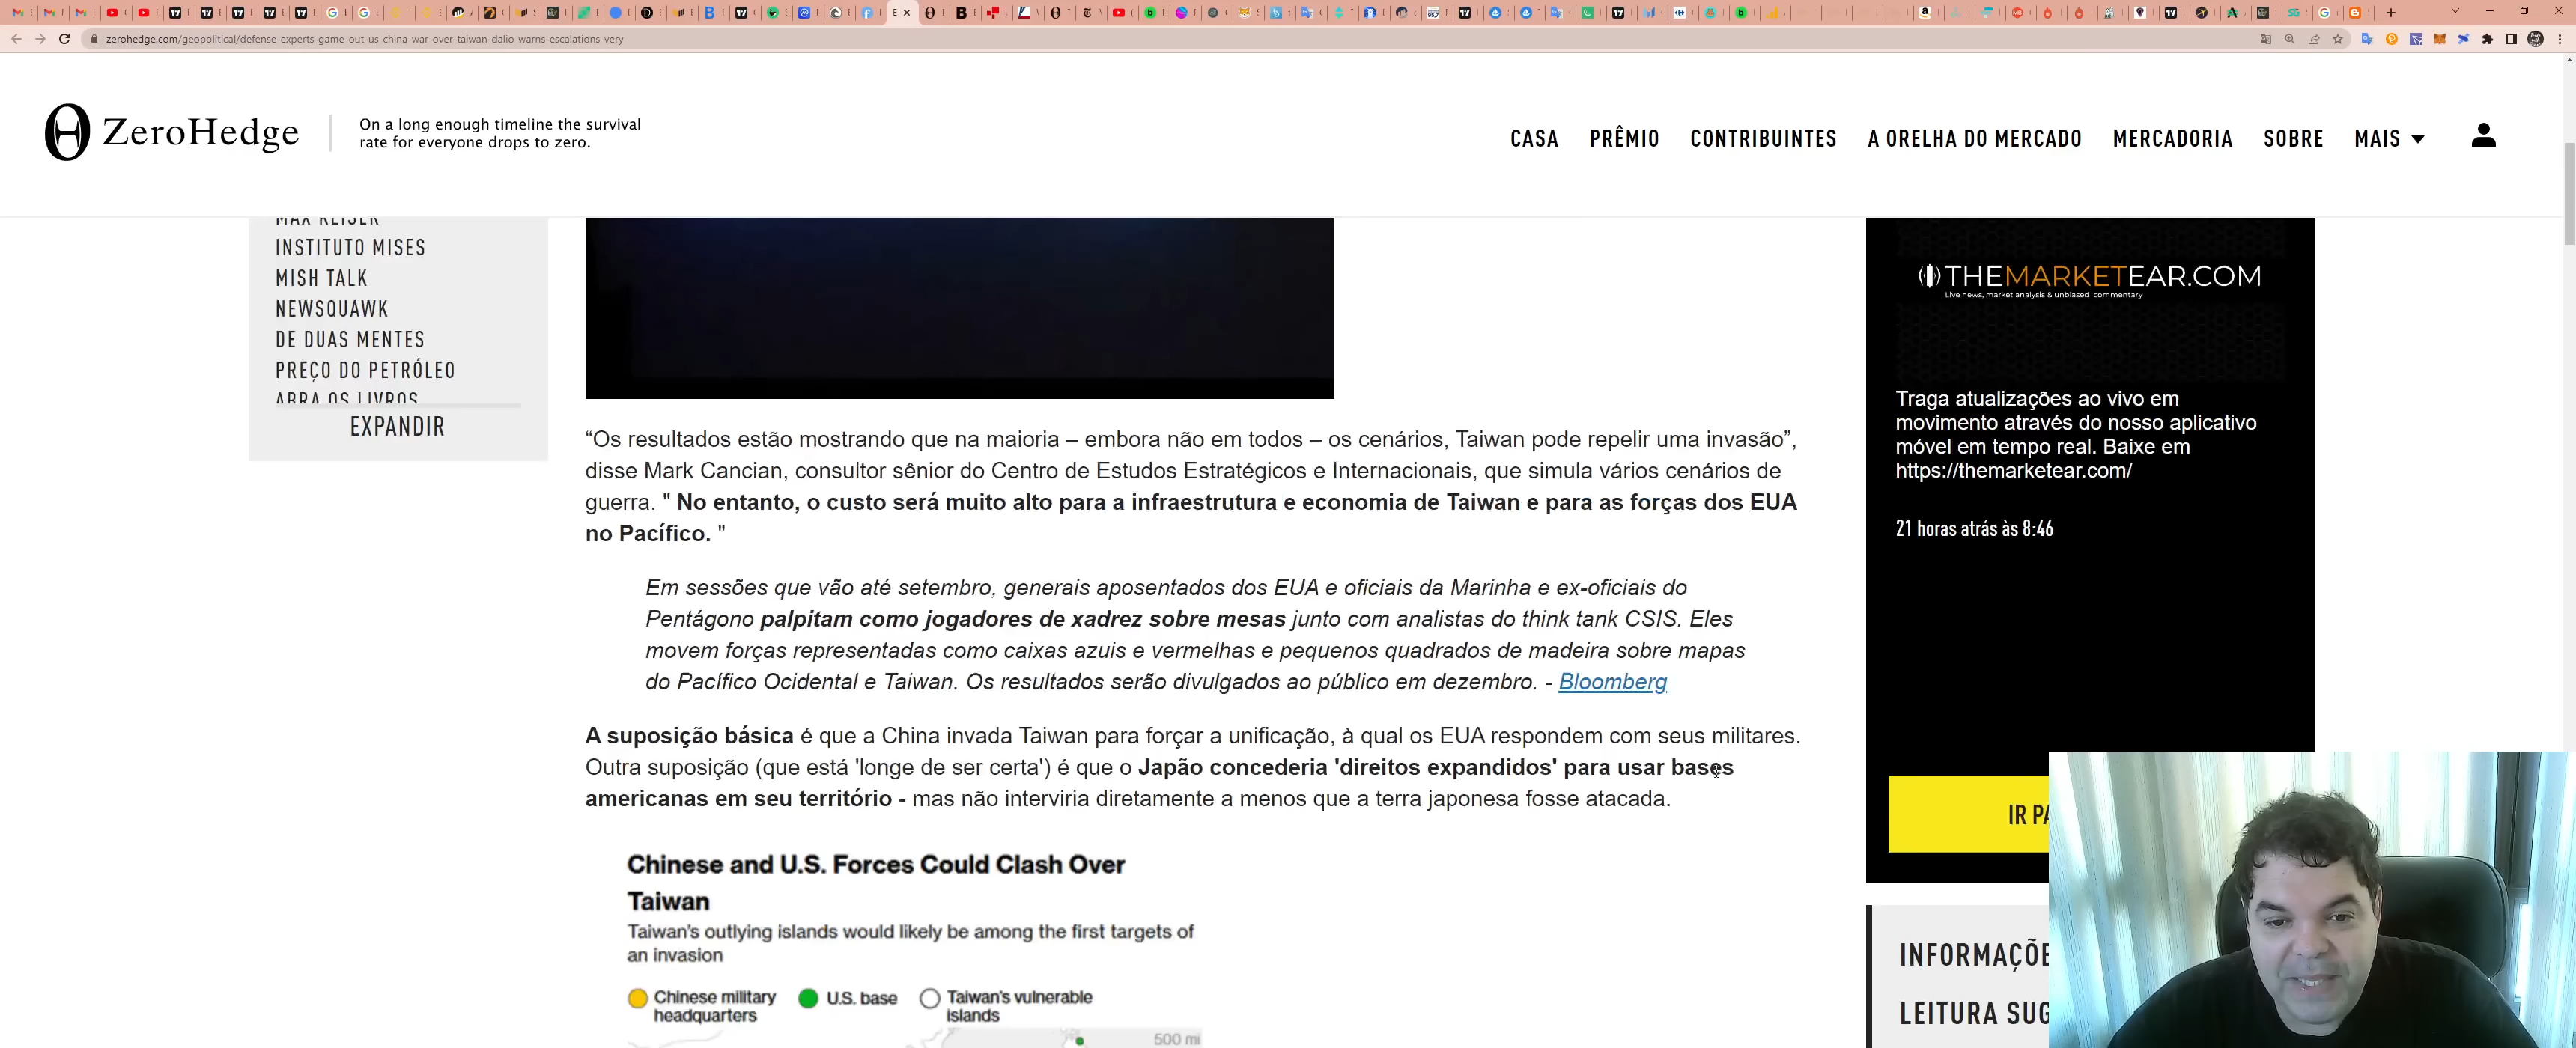 zerohedge.com/geopolitical/defense-experts-game-out-us-china-war-over-taiwan-dalio-warns-escalations-very
ZeroHedge
On a long enough timeline the survival
rate for everyone drops to zero.
CASA PRÊMIO CONTRIBUINTES A ORELHA DO MERCADO MERCADORIA SOBRE MAIS
MAX KEISER
INSTITUTO MISES
MISH TALK
NEWSQUAWK
DE DUAS MENTES
PREÇO DO PETRÓLEO
ABRA OS LIVROS
EXPANDIR
“Os resultados estão mostrando que na maioria – embora não em todos – os cenários, Taiwan pode repelir uma invasão”,
disse Mark Cancian, consultor sênior do Centro de Estudos Estratégicos e Internacionais, que simula vários cenários de
guerra. " No entanto, o custo será muito alto para a infraestrutura e economia de Taiwan e para as forças dos EUA
no Pacífico. "
Em sessões que vão até setembro, generais aposentados dos EUA e oficiais da Marinha e ex-oficiais do
Pentágono palpitam como jogadores de xadrez sobre mesas junto com analistas do think tank CSIS. Eles
movem forças representadas como caixas azuis e vermelhas e pequenos quadrados de madeira sobre mapas
do Pacífico Ocidental e Taiwan. Os resultados serão divulgados ao público em dezembro. - Bloomberg
A suposição básica é que a China invada Taiwan para forçar a unificação, à qual os EUA respondem com seus militares.
Outra suposição (que está 'longe de ser certa') é que o Japão concederia 'direitos expandidos' para usar bases
americanas em seu território - mas não interviria diretamente a menos que a terra japonesa fosse atacada.
Chinese and U.S. Forces Could Clash Over
Taiwan
Taiwan's outlying islands would likely be among the first targets of
an invasion
Chinese military
headquarters
U.S. base
Taiwan's vulnerable
islands
500 mi
THEMARKETEAR.COM
Live news, market analysis & unbiased commentary
Traga atualizações ao vivo em
movimento através do nosso aplicativo
móvel em tempo real. Baixe em
https://themarketear.com/
21 horas atrás às 8:46
IR PA
INFORMAÇÕE
LEITURA SUG